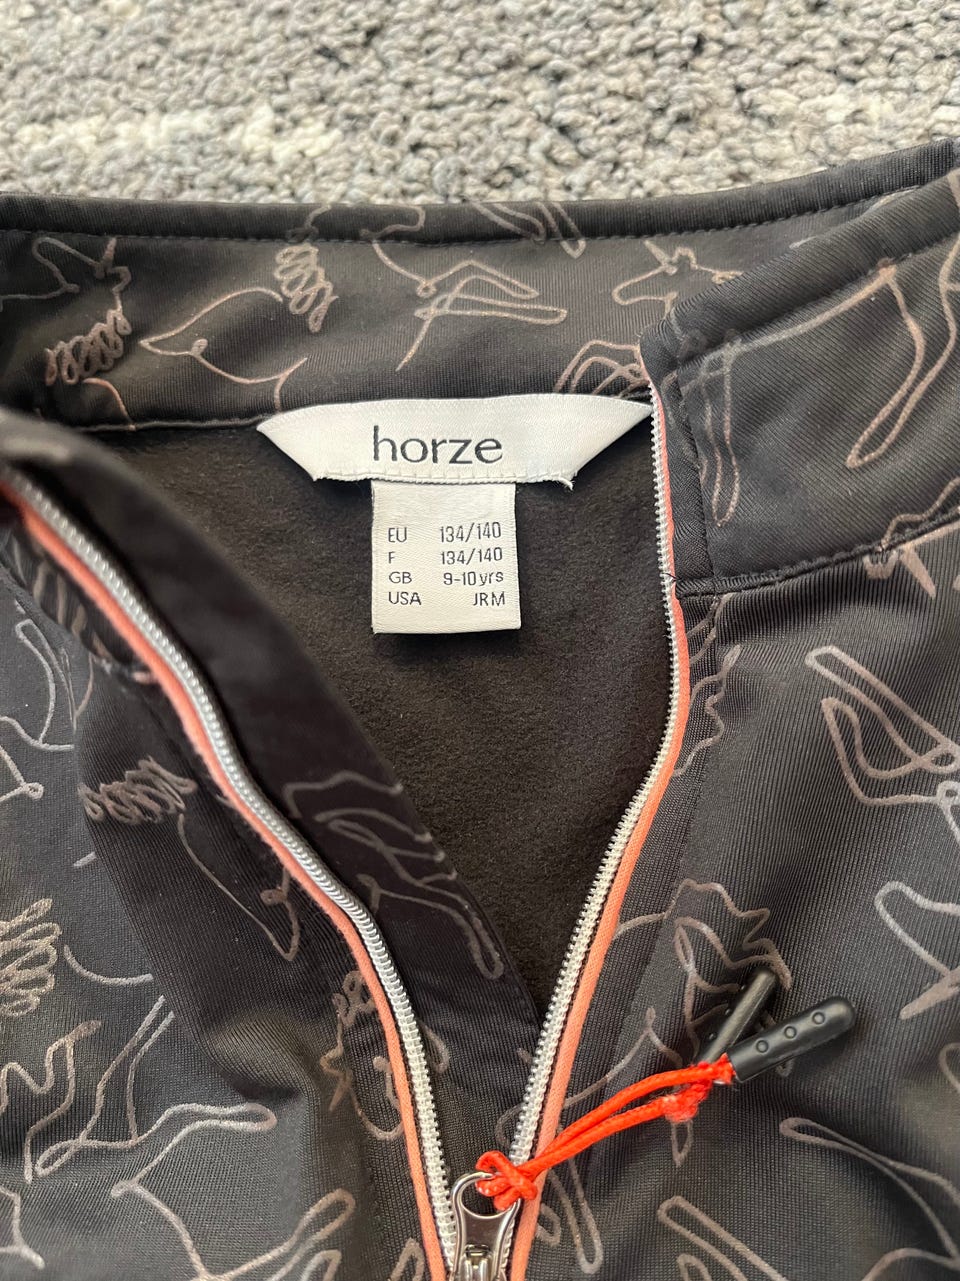 horze
EU 134/140
F 134/140
GB 9-10 yrs
USA JRM